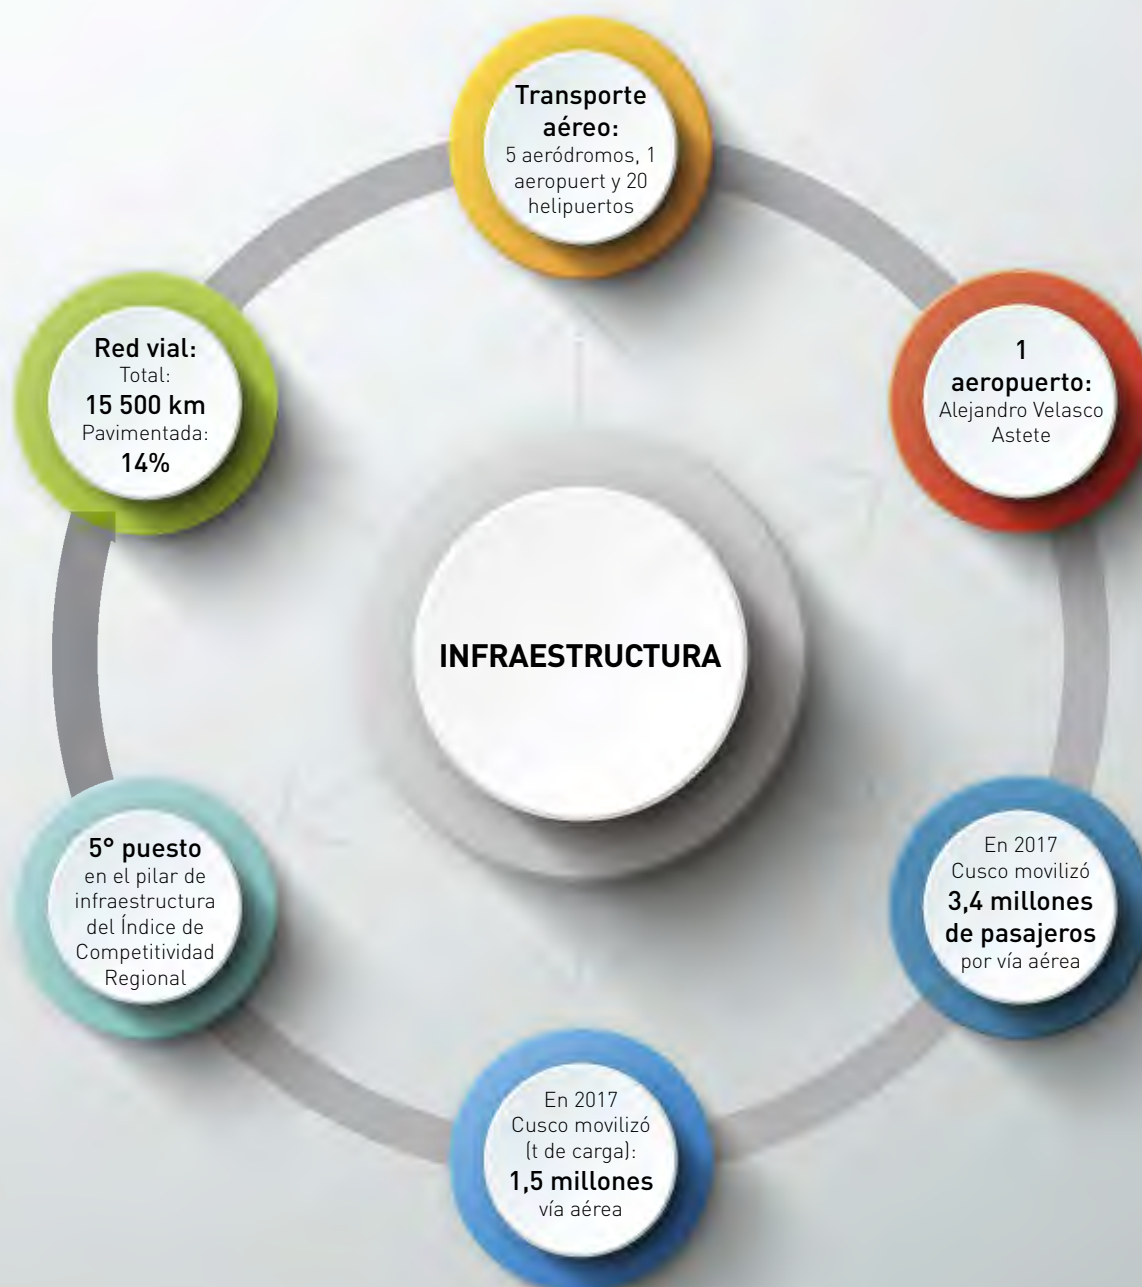 Transporte
aéreo:
5 aeródromos, 1
aeropuert y 20
helipuertos
Red vial:
Total:
15 500 km
Pavimentada:
14%
1
aeropuerto:
Alejandro Velasco
Astete
INFRAESTRUCTURA
5° puesto
en el pilar de
infraestructura
del Índice de
Competitividad
Regional
En 2017
Cusco movilizó
3,4 millones
de pasajeros
por vía aérea
En 2017
Cusco movilizó
(t de carga):
1,5 millones
vía aérea